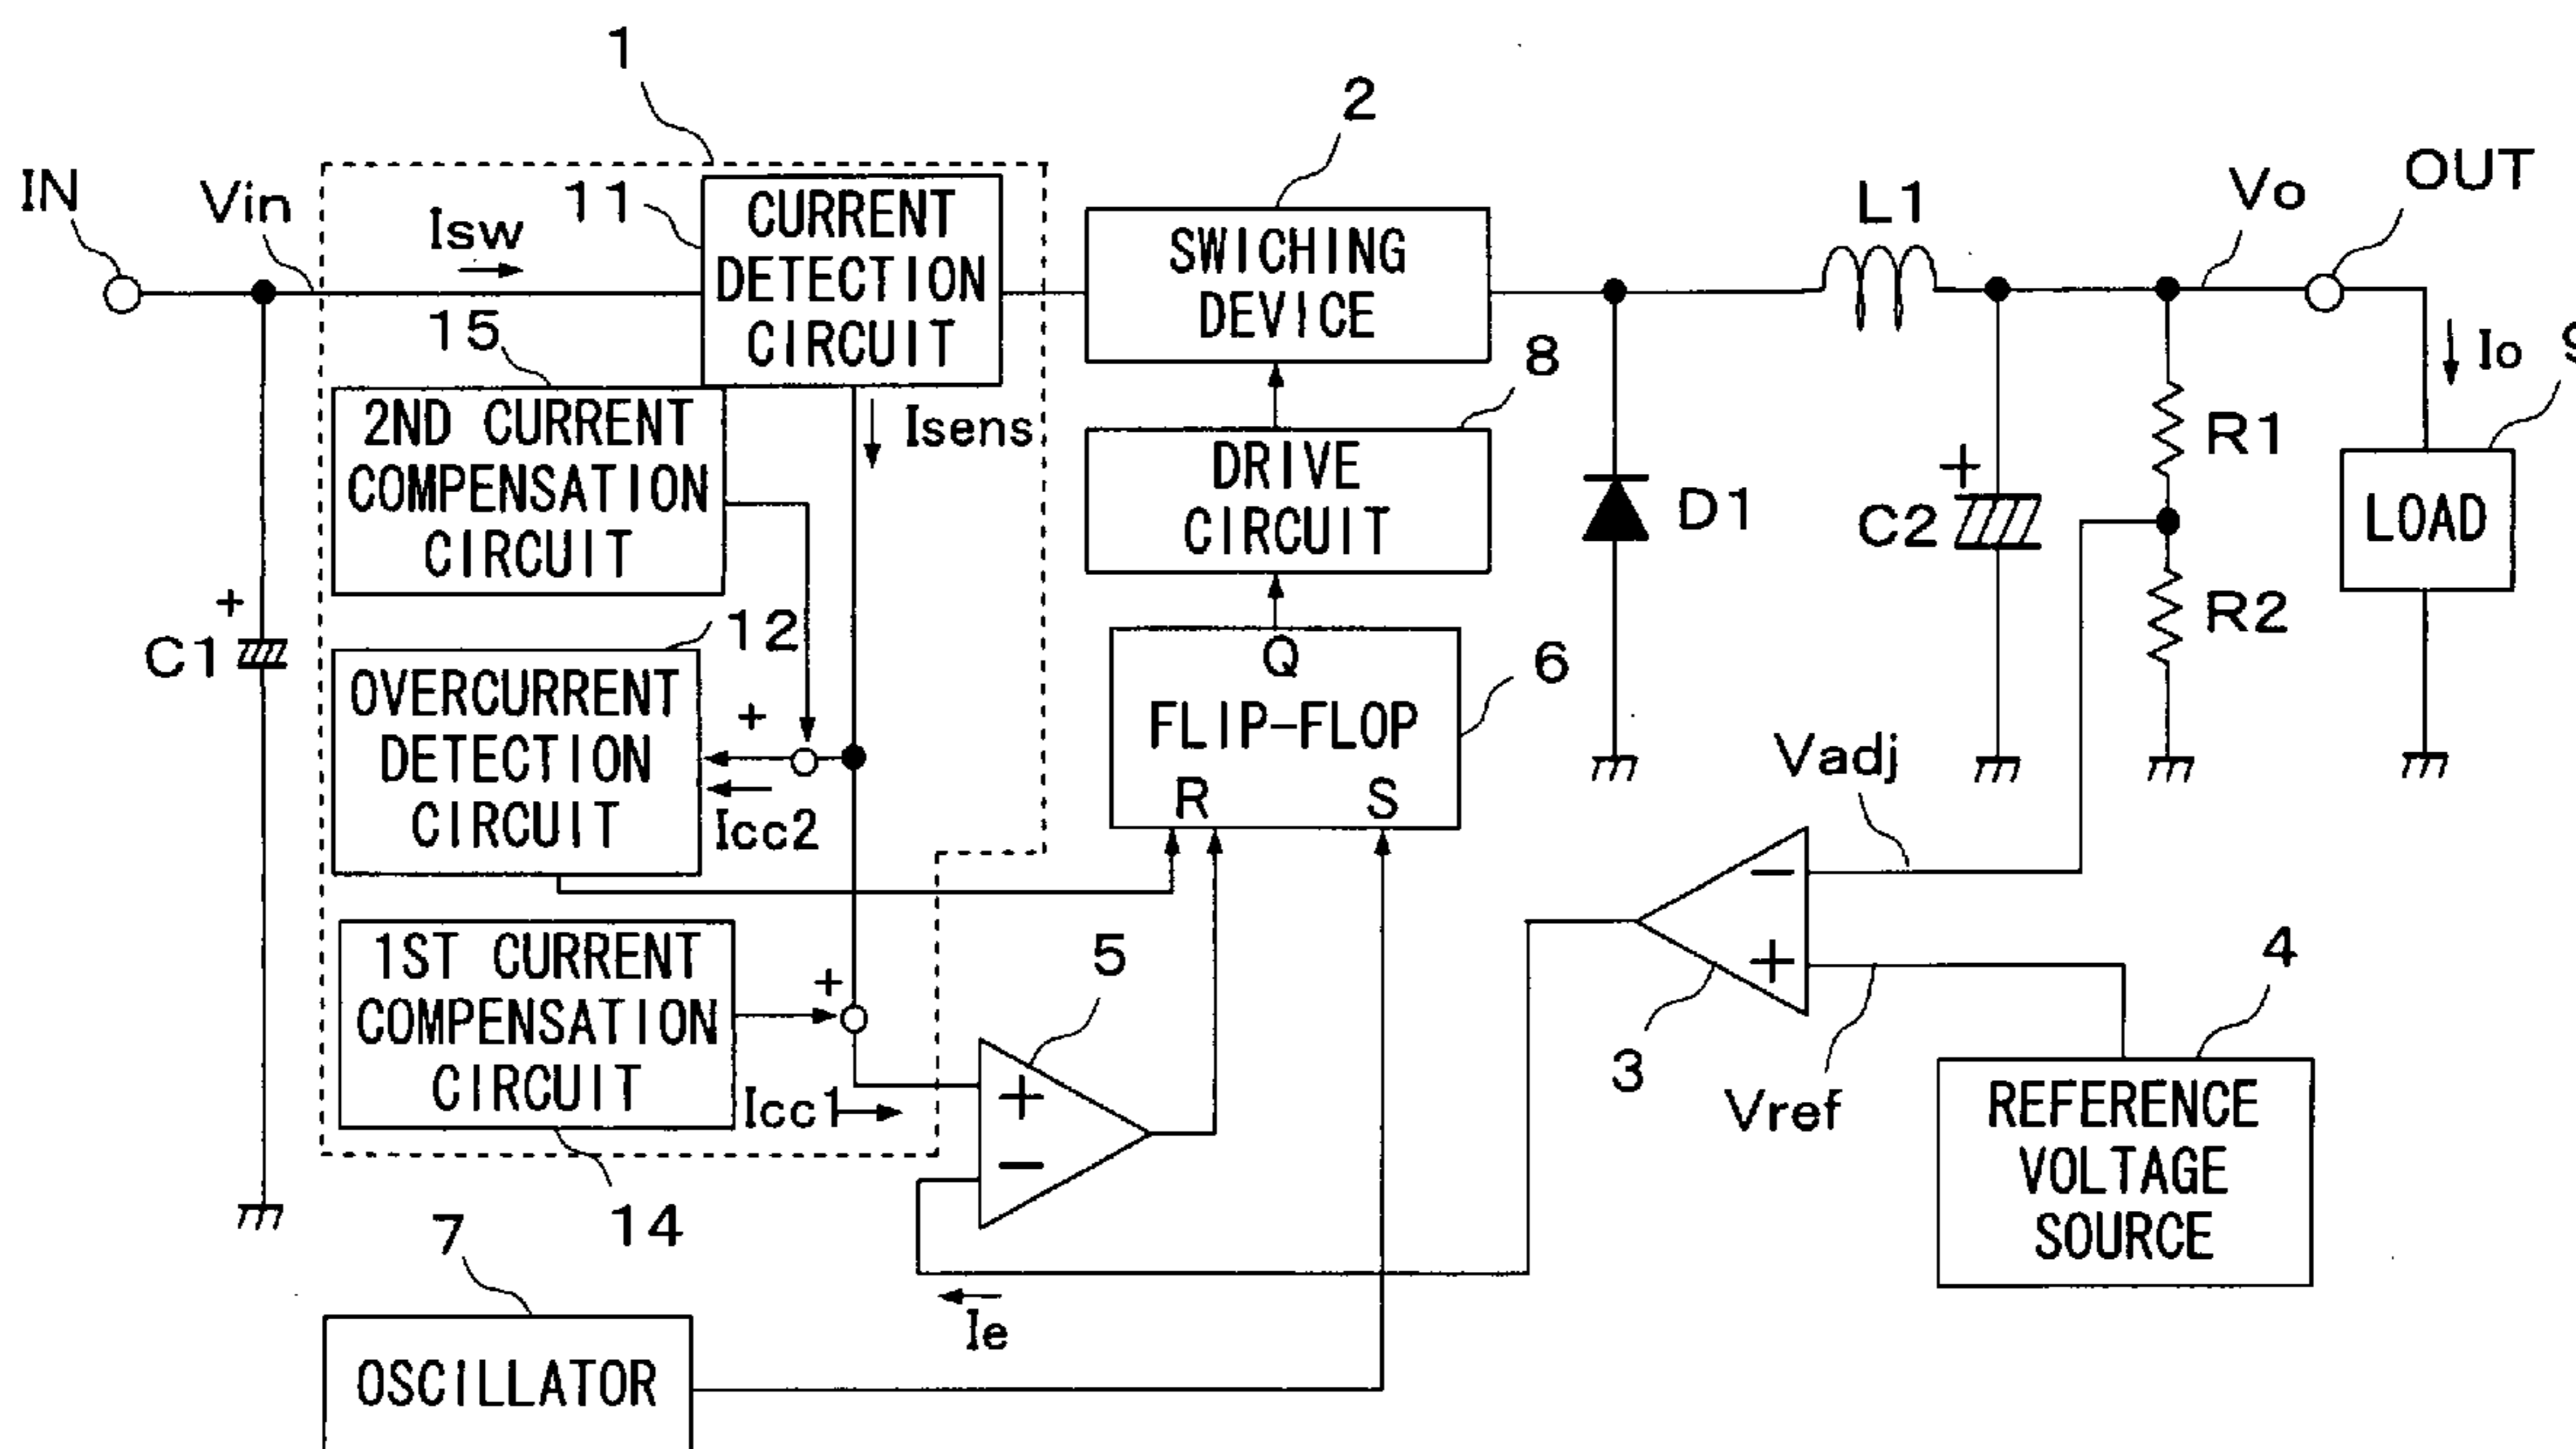 1
2
IN
Vin
Isw
11
CURRENT
DETECTION
CIRCUIT
SWICHING
DEVICE
L1
Vo
OUT
15
2ND CURRENT
COMPENSATION
CIRCUIT
Isens
8
DRIVE
CIRCUIT
D1
+
C2
R1
R2
Io
LOAD
+
C1
12
OVERCURRENT
DETECTION
CIRCUIT
+
Icc2
Q
FLIP-FLOP
R
S
6
Vadj
−
+
3
Vref
4
REFERENCE
VOLTAGE
SOURCE
1ST CURRENT
COMPENSATION
CIRCUIT
+
Icc1
5
+
−
14
7
Ie
OSCILLATOR